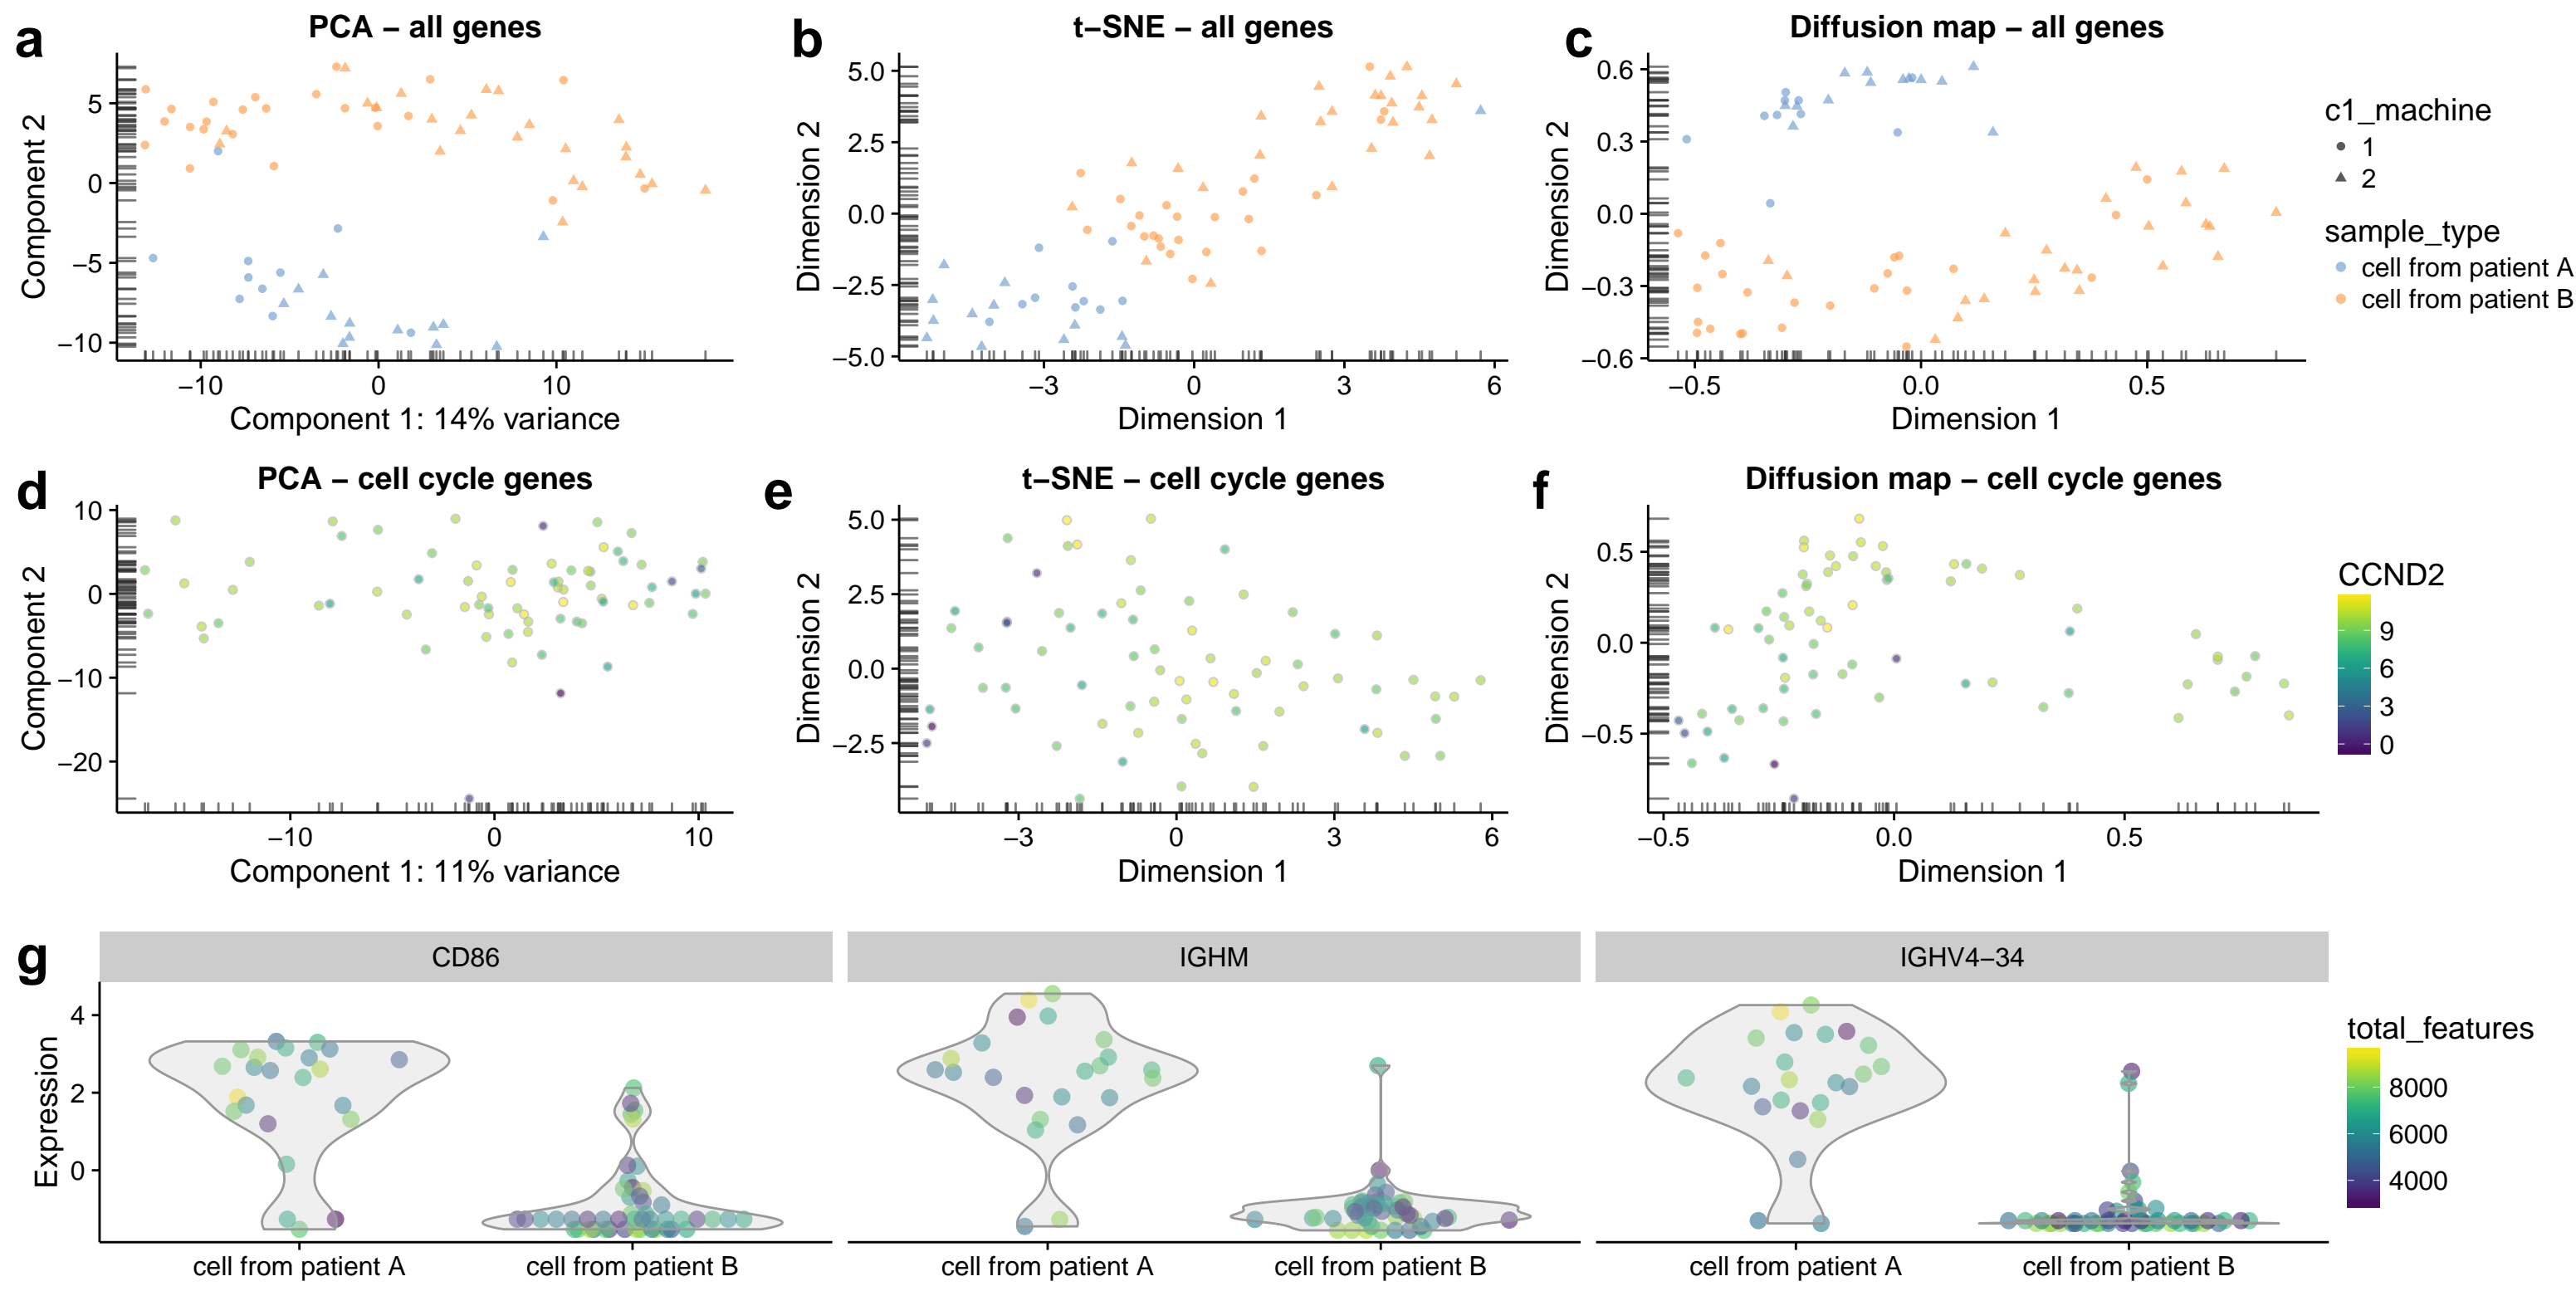 a
PCA – all genes
Component 2
5
0
−5
−10
−10
0
10
Component 1: 14% variance
b
t−SNE – all genes
Dimension 2
5.0
2.5
0.0
−2.5
−5.0
−3
0
3
6
Dimension 1
c
Diffusion map – all genes
Dimension 2
0.6
0.3
0.0
−0.3
−0.6
−0.5
0.0
0.5
Dimension 1
c1_machine
1
2
sample_type
cell from patient A
cell from patient B
d
PCA – cell cycle genes
Component 2
10
0
−10
−20
−10
0
10
Component 1: 11% variance
e
t−SNE – cell cycle genes
Dimension 2
5.0
2.5
0.0
−2.5
−3
0
3
6
Dimension 1
f
Diffusion map – cell cycle genes
Dimension 2
0.5
0.0
−0.5
−0.5
0.0
0.5
Dimension 1
CCND2
9
6
3
0
g
CD86
IGHM
IGHV4−34
Expression
4
2
0
cell from patient A
cell from patient B
cell from patient A
cell from patient B
cell from patient A
cell from patient B
total_features
8000
6000
4000